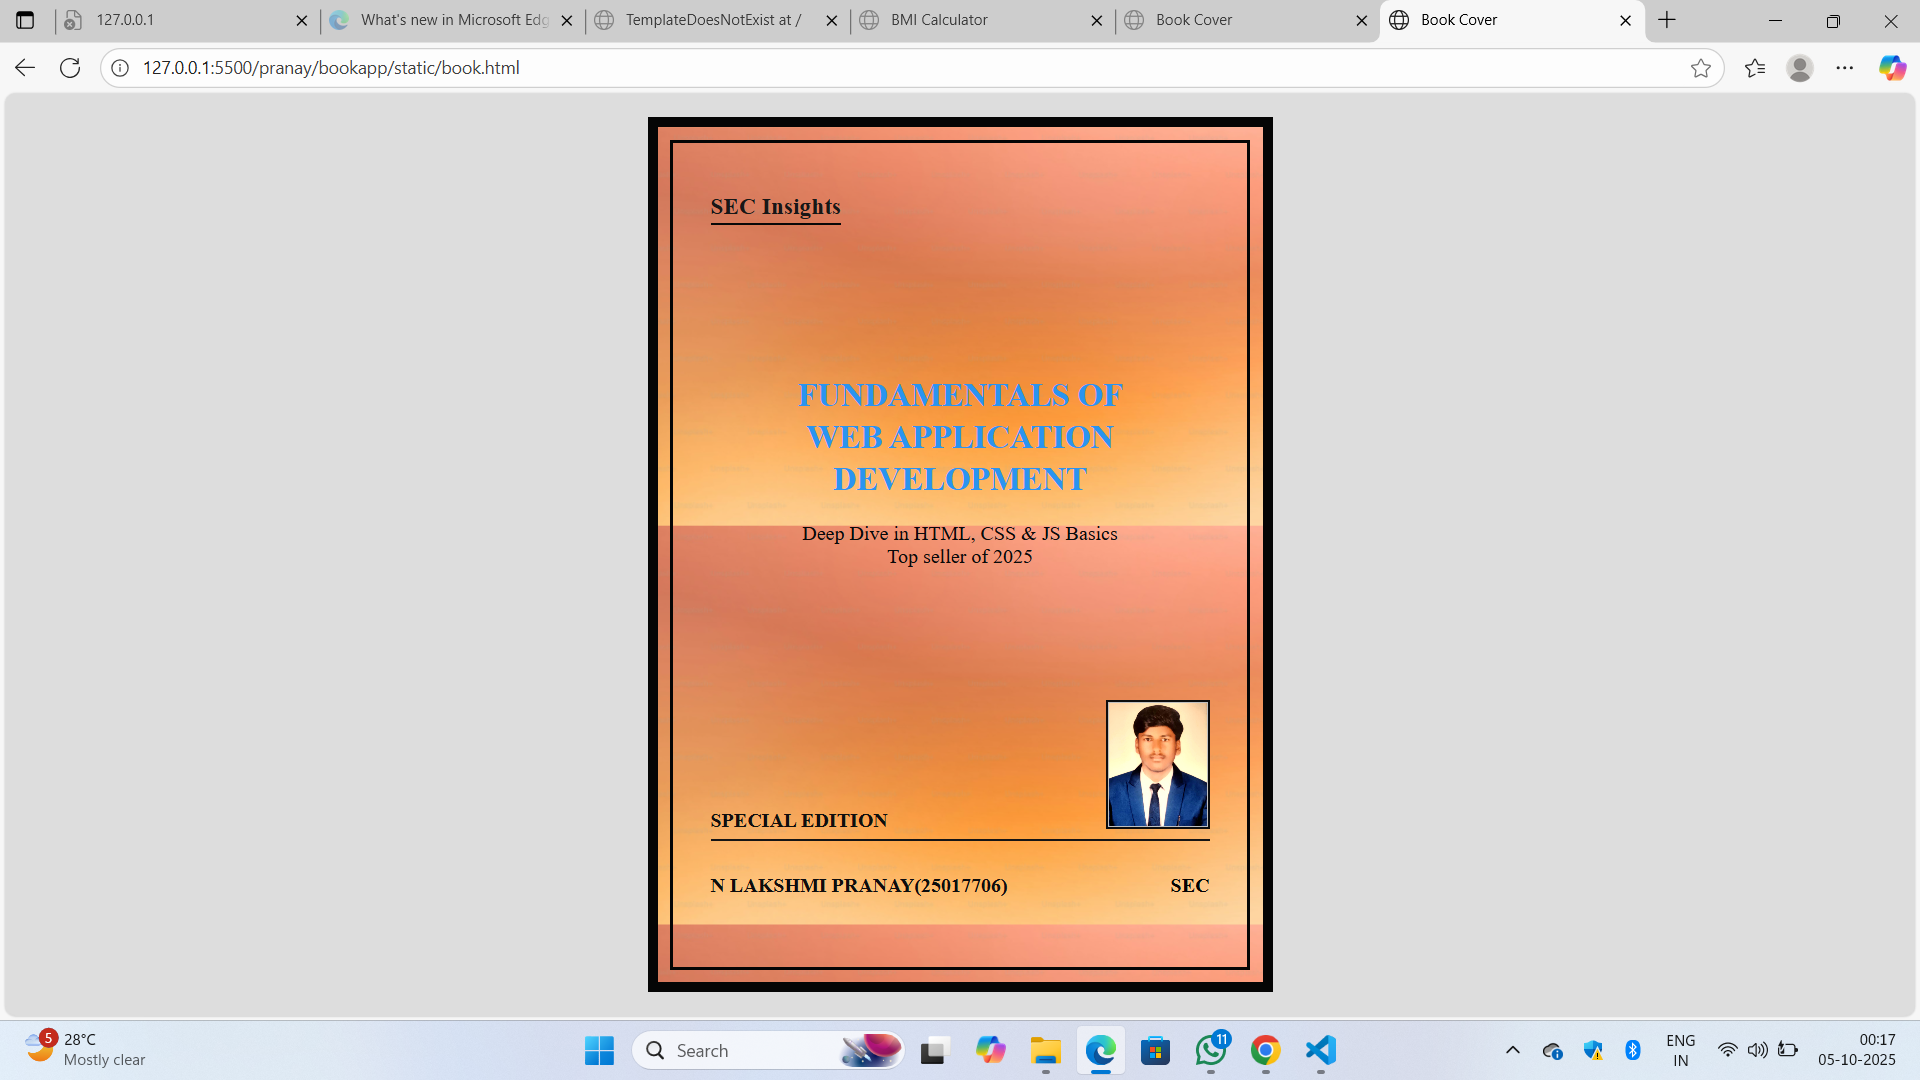 127.0.0.1
What's new in Microsoft Edg
TemplateDoesNotExist at /
BMI Calculator
Book Cover
Book Cover
127.0.0.1:5500/pranay/bookapp/static/book.html
SEC Insights
FUNDAMENTALS OF
WEB APPLICATION
DEVELOPMENT
Deep Dive in HTML, CSS & JS Basics
Top seller of 2025
SPECIAL EDITION
N LAKSHMI PRANAY(25017706)
SEC
5
28°C
Mostly clear
Search
11
ENG
IN
00:17
05-10-2025